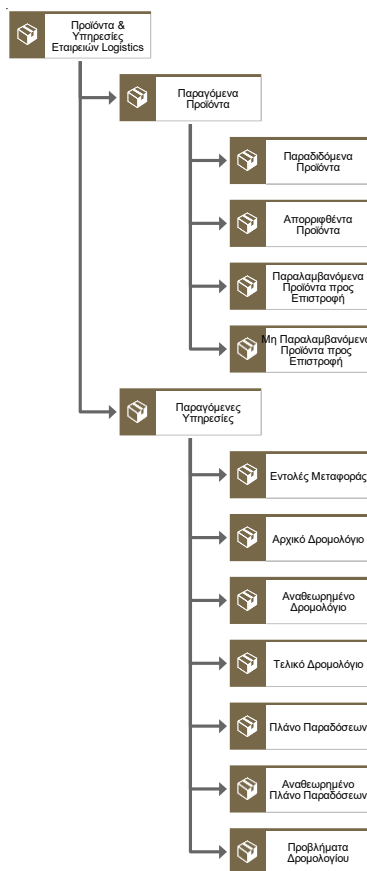 Προϊόντα &
Υπηρεσίες
Εταιρειών Logistics
Παραγόμενα
Προϊόντα
Παραδιδόμενα
Προϊόντα
Απορριφθέντα
Προϊόντα
Παραλαμβανόμενα
Προϊόντα προς
Επιστροφή
Μη Παραλαμβανόμενα
Προϊόντα προς
Επιστροφή
Παραγόμενες
Υπηρεσίες
Εντολές Μεταφοράς
Αρχικό Δρομολόγιο
Αναθεωρημένο
Δρομολόγιο
Τελικό Δρομολόγιο
Πλάνο Παραδόσεων
Αναθεωρημένο
Πλάνο Παραδόσεων
Προβλήματα
Δρομολογίου